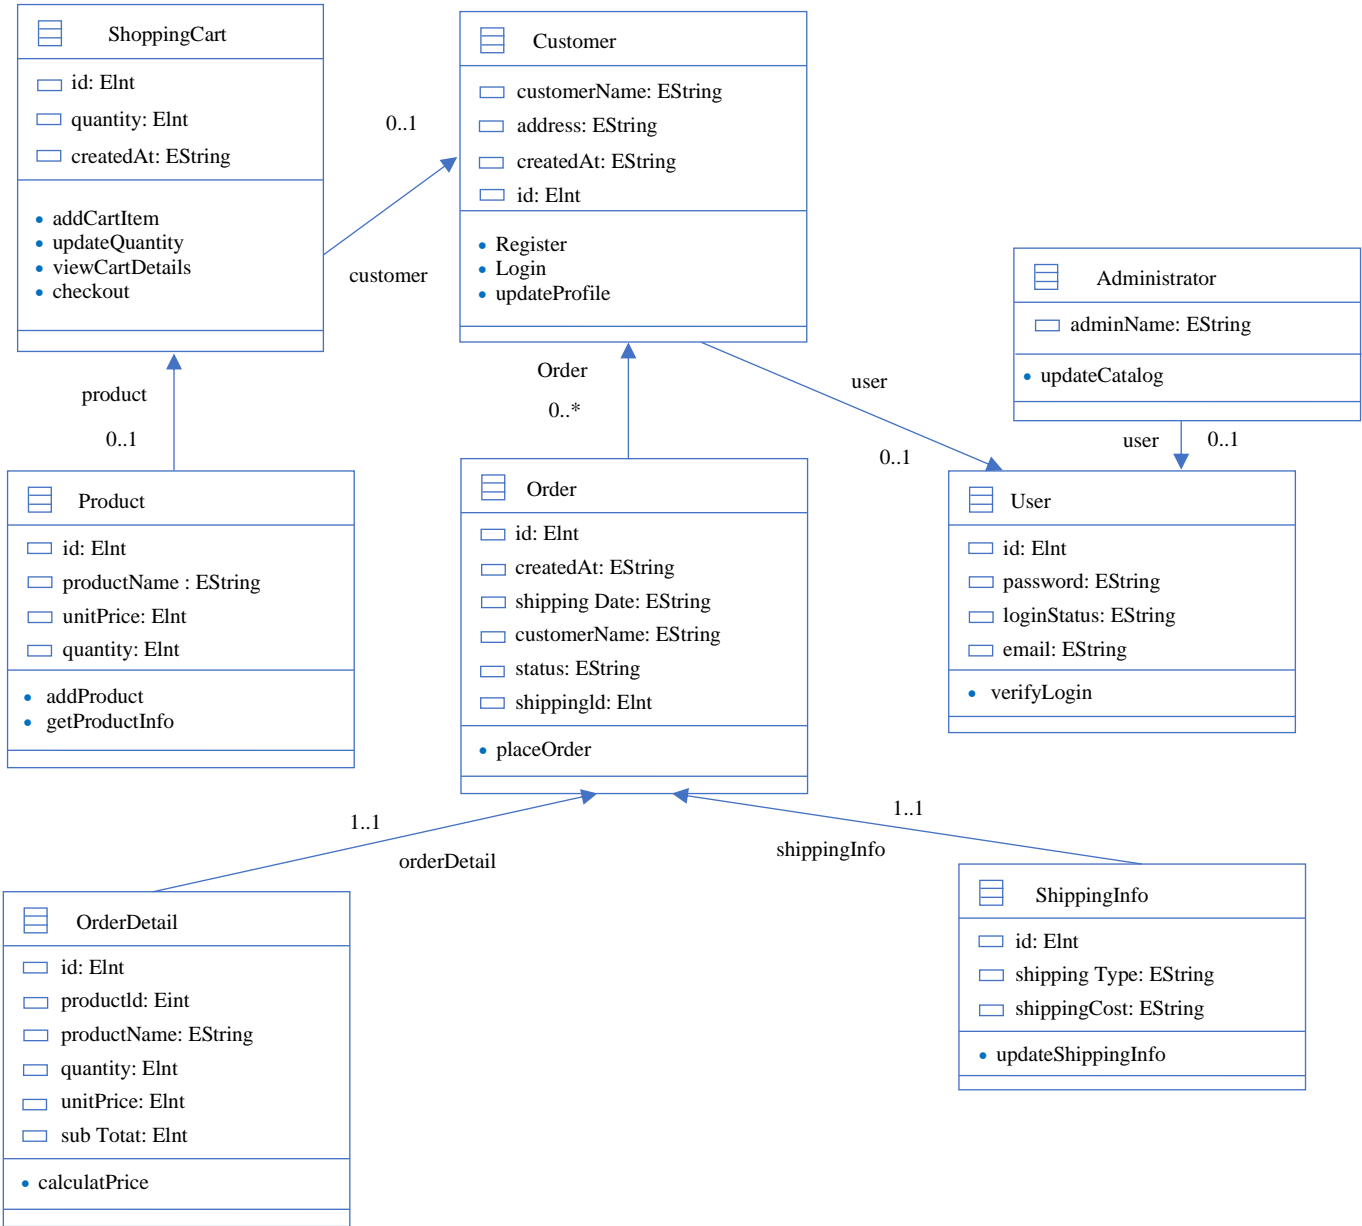 ShoppingCart
id: EInt
quantity: EInt
createdAt: EString
addCartItem
updateQuantity
viewCartDetails
checkout
0..1
customer
Customer
customerName: EString
address: EString
createdAt: EString
id: EInt
Register
Login
updateProfile
Administrator
adminName: EString
updateCatalog
product
0..1
Order
0..*
user
0..1
user
0..1
Product
id: EInt
productName : EString
unitPrice: EInt
quantity: EInt
addProduct
getProductInfo
Order
id: EInt
createdAt: EString
shipping Date: EString
customerName: EString
status: EString
shippingId: EInt
placeOrder
User
id: EInt
password: EString
loginStatus: EString
email: EString
verifyLogin
1..1
orderDetail
1..1
shippingInfo
OrderDetail
id: EInt
productId: Eint
productName: EString
quantity: EInt
unitPrice: EInt
sub Totat: EInt
calculatPrice
ShippingInfo
id: EInt
shipping Type: EString
shippingCost: EString
updateShippingInfo